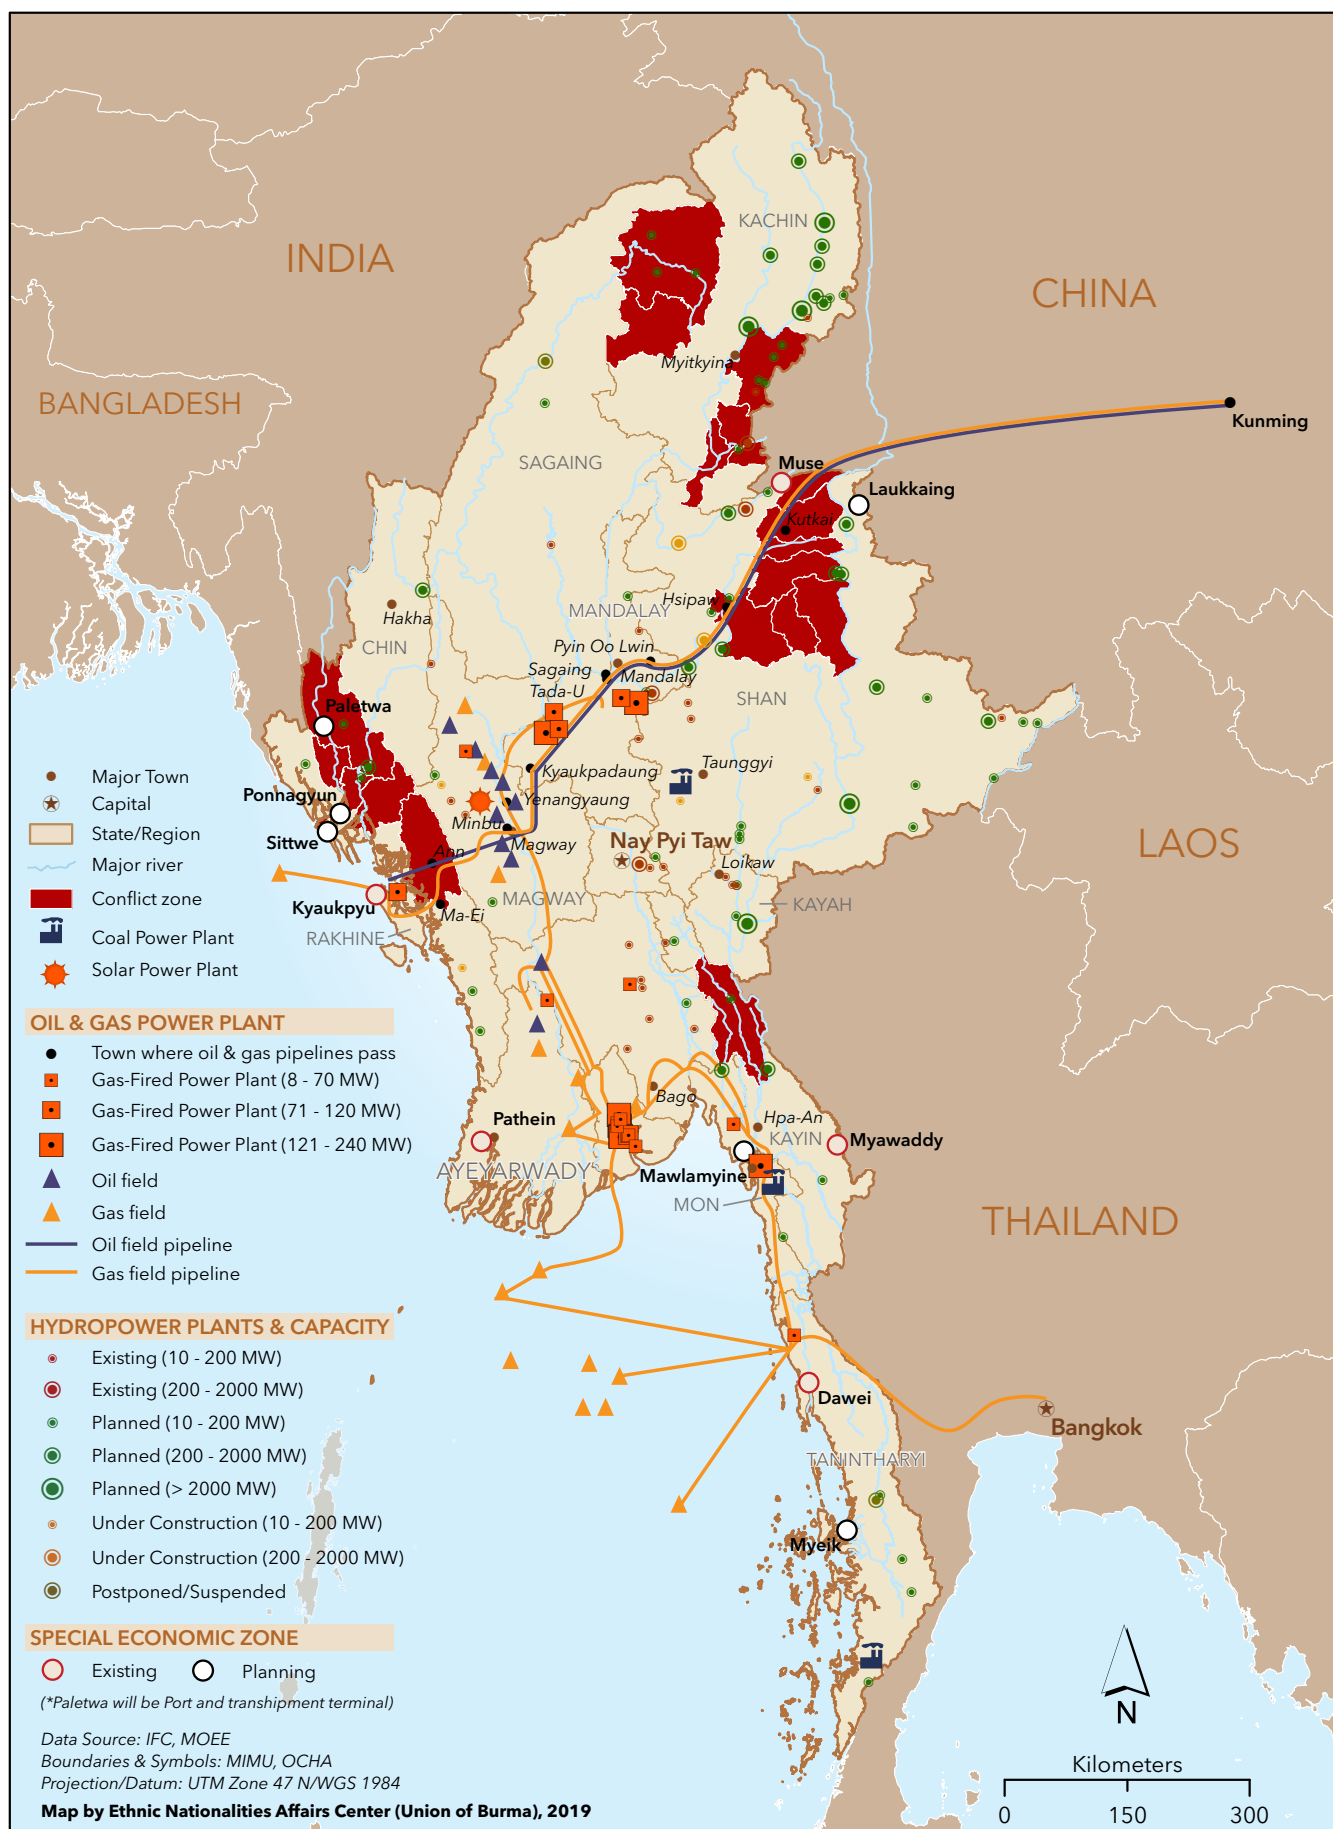 INDIA
CHINA
BANGLADESH
LAOS
THAILAND
KACHIN
Myitkyina
Kunming
SAGAING
Muse
Laukkaing
Kutkai
Hsipaw
MANDALAY
Hakha
CHIN
Pyin Oo Lwin
Sagaing
Mandalay
Tada-U
SHAN
Paletwa
Kyaukpadaung
Taunggyi
Yenangyaung
Ponnagyun
Minbu
Sittwe
Magway
Nay Pyi Taw
Ann
Loikaw
MAGWAY
KAYAH
Kyaukpyu
Ma-Ei
RAKHINE
Bago
Pathein
Hpa-An
KAYIN
Myawaddy
AYEYARWADY
Mawlamyine
MON
Dawei
Bangkok
TANINTHARYI
Myeik
Major Town
Capital
State/Region
Major river
Conflict zone
Coal Power Plant
Solar Power Plant
OIL & GAS POWER PLANT
Town where oil & gas pipelines pass
Gas-Fired Power Plant (8 - 70 MW)
Gas-Fired Power Plant (71 - 120 MW)
Gas-Fired Power Plant (121 - 240 MW)
Oil field
Gas field
Oil field pipeline
Gas field pipeline
HYDROPOWER PLANTS & CAPACITY
Existing (10 - 200 MW)
Existing (200 - 2000 MW)
Planned (10 - 200 MW)
Planned (200 - 2000 MW)
Planned (> 2000 MW)
Under Construction (10 - 200 MW)
Under Construction (200 - 2000 MW)
Postponed/Suspended
SPECIAL ECONOMIC ZONE
Existing Planning
(*Paletwa will be Port and transhipment terminal)
Data Source: IFC, MOEE
Boundaries & Symbols: MIMU, OCHA
Projection/Datum: UTM Zone 47 N/WGS 1984
Map by Ethnic Nationalities Affairs Center (Union of Burma), 2019
N
Kilometers
0 150 300